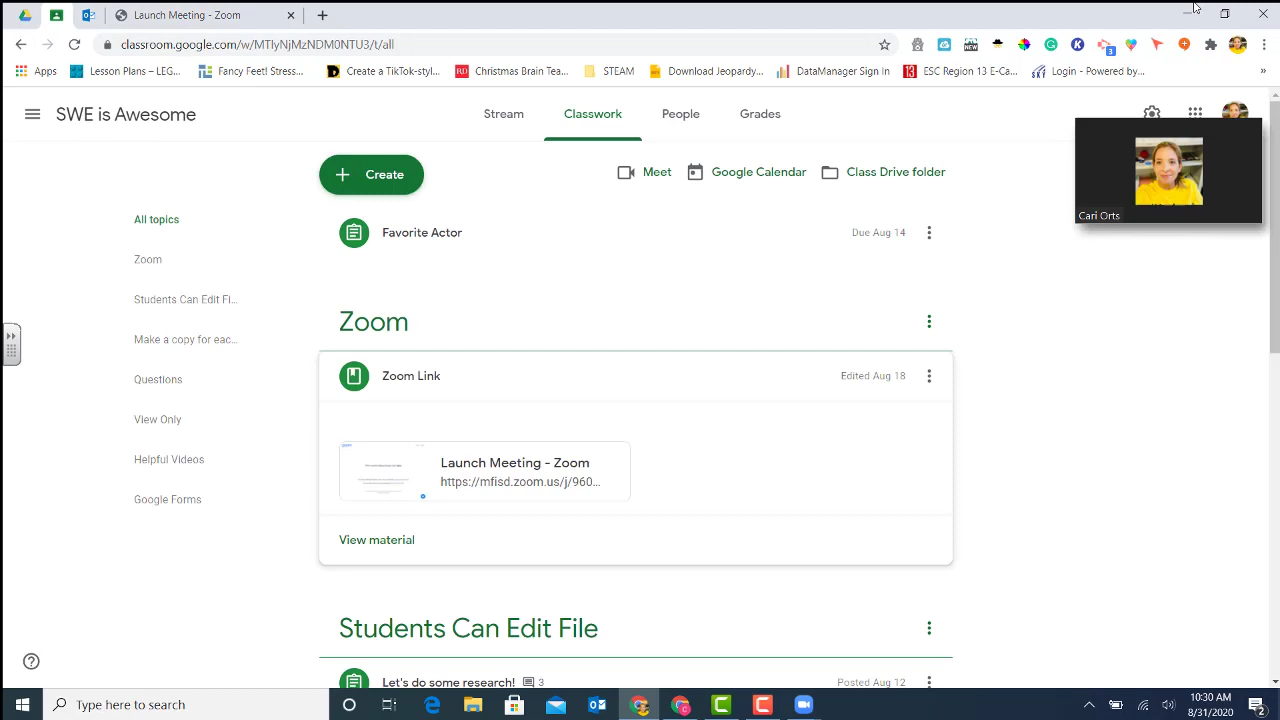 Launch Meeting - Zoom
classroom.google.com/w/MTIyNjMzNDM0NTU3/t/all
Apps
Lesson Plans – LEG...
Fancy Feet! Stress...
Create a TikTok-styl...
Christmas Brain Tea...
STEAM
Download Jeopardy...
DataManager Sign In
ESC Region 13 E-Ca...
Login - Powered by...
SWE is Awesome
Stream
Classwork
People
Grades
Create
Meet
Google Calendar
Class Drive folder
Cari Orts
All topics
Zoom
Students Can Edit Fi...
Make a copy for eac...
Questions
View Only
Helpful Videos
Google Forms
Favorite Actor
Due Aug 14
Zoom
Zoom Link
Edited Aug 18
Launch Meeting - Zoom
https://mfisd.zoom.us/j/960...
View material
Students Can Edit File
Let's do some research!
3
Posted Aug 12
Type here to search
10:30 AM
8/31/2020